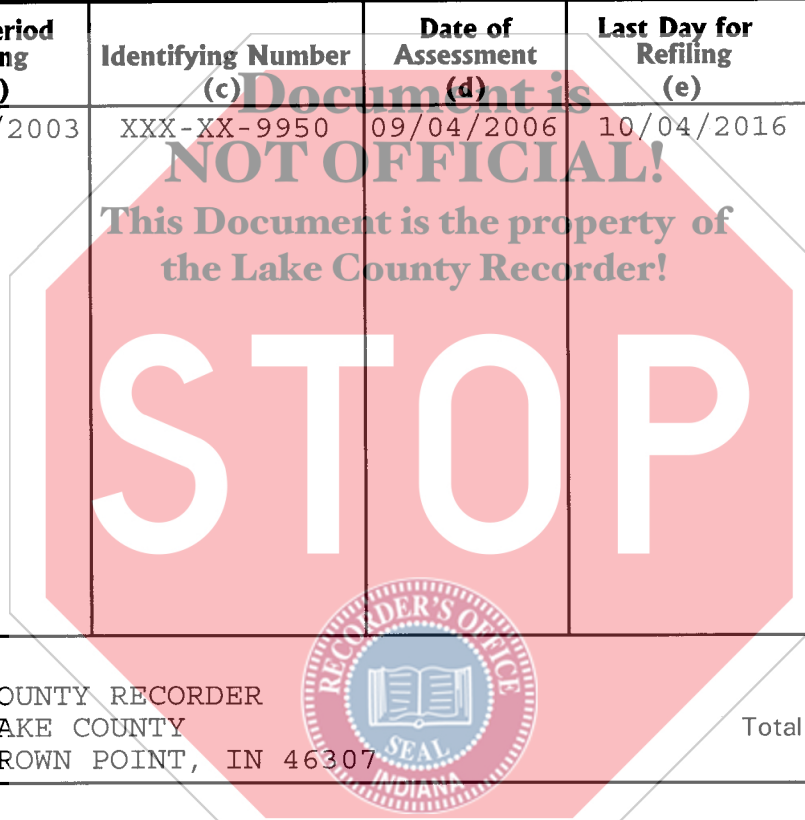 eriod Date of Last Day for
ng Identifying Number Assessment Refiling
) (c) (d) (e)
Document is
/2003 XXX-XX-9950 09/04/2006 10/04/2016
NOT OFFICIAL!
This Document is the property of
the Lake County Recorder!
STOP
RECORDER'S OFFICE
OUNTY RECORDER
AKE COUNTY Total
ROWN POINT, IN 46307
SEAL
INDIANA